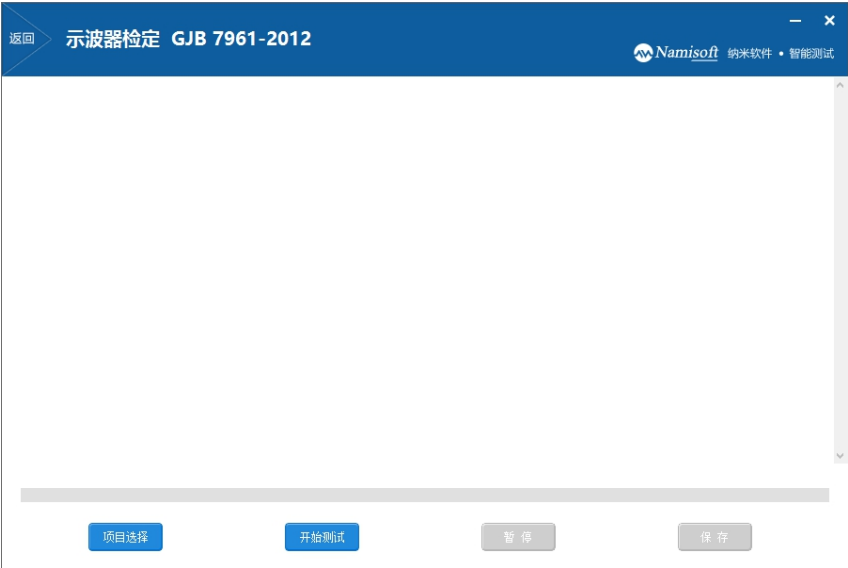 返回
示波器检定 GJB 7961-2012
Namisoft 纳米软件 • 智能测试
项目选择
开始测试
暂 停
保 存